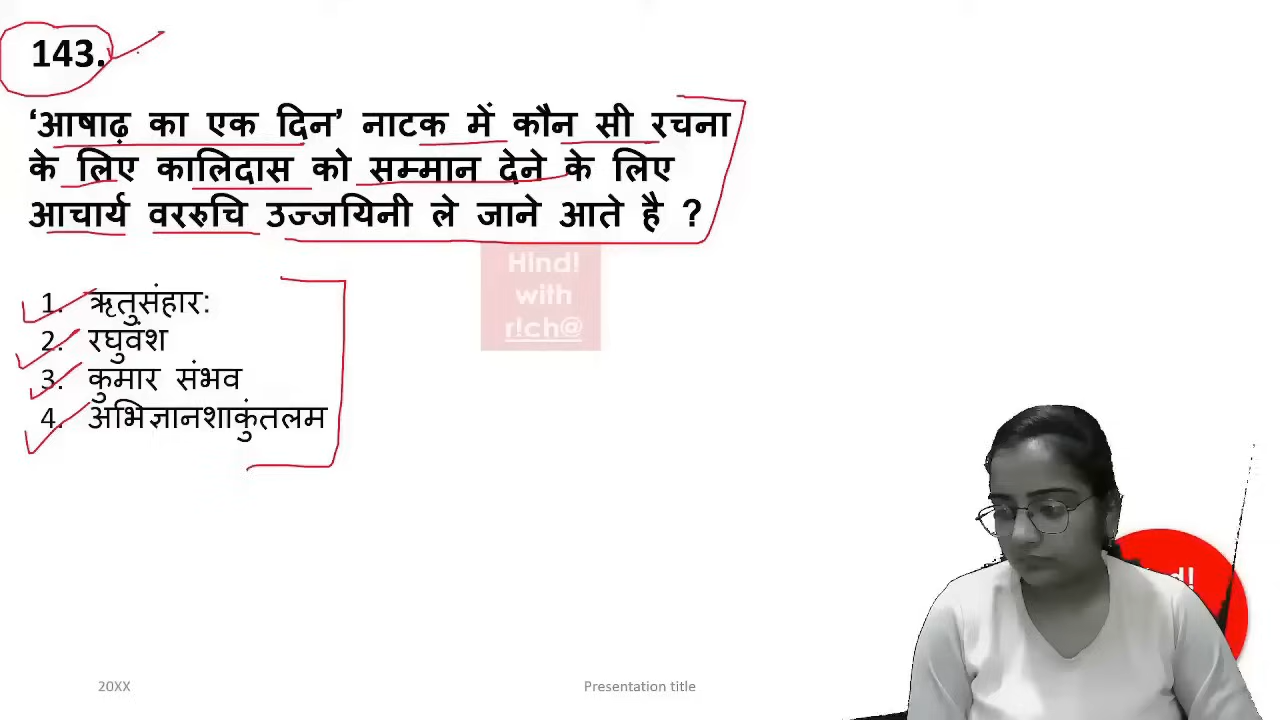 143.
‘आषाढ़ का एक दिन’ नाटक में कौन सी रचना
के लिए कालिदास को सम्मान देने के लिए
आचार्य वररुचि उज्जयिनी ले जाने आते है ?
HInd!
with
r!ch@
1. ऋतुसंहार:
2. रघुवंश
3. कुमार संभव
4. अभिज्ञानशाकुंतलम
20XX
Presentation title